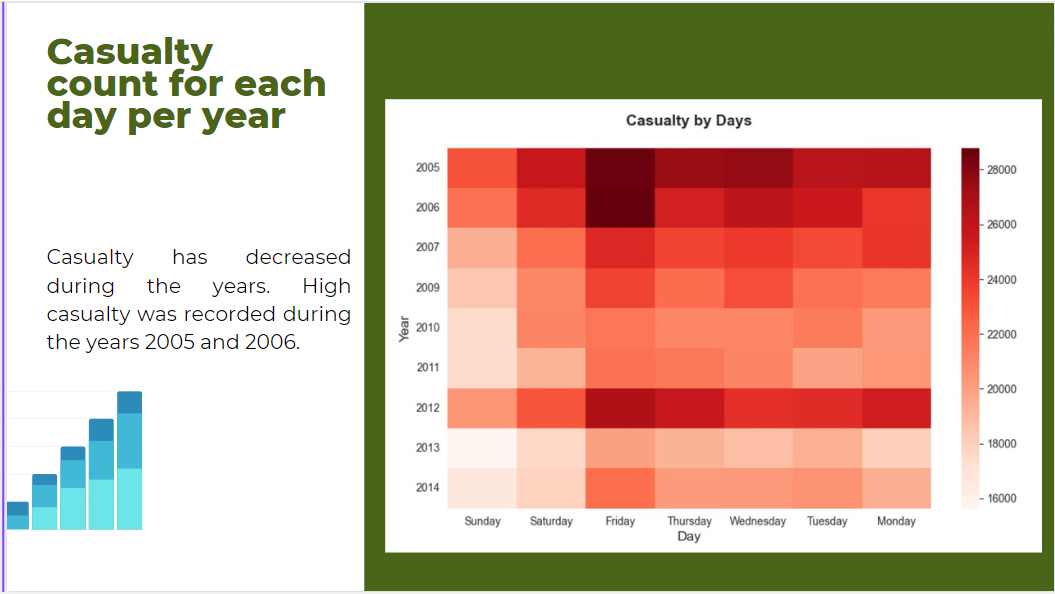 Casualty
count for each
day per year
Casualty has decreased
during the years. High
casualty was recorded during
the years 2005 and 2006.
Casualty by Days
Year
2005
2006
2007
2009
2010
2011
2012
2013
2014
Sunday Saturday Friday Thursday Wednesday Tuesday Monday
Day
28000
26000
24000
22000
20000
18000
16000